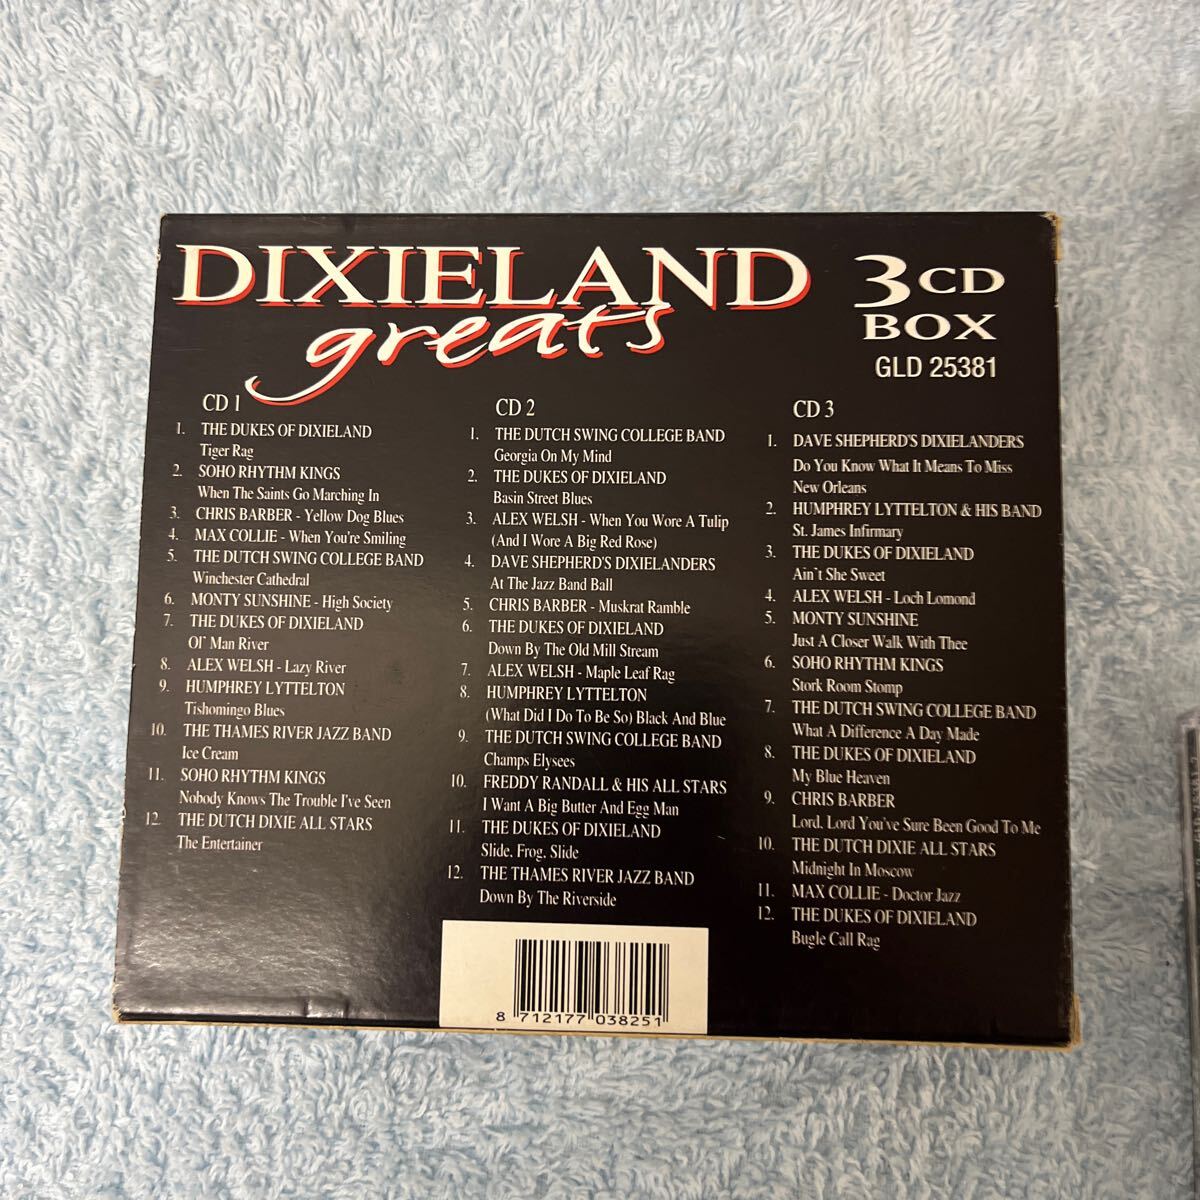 DIXIELAND
greats
3 CD
BOX
GLD 25381
CD 1
1. THE DUKES OF DIXIELAND
Tiger Rag
2. SOHO RHYTHM KINGS
When The Saints Go Marching In
3. CHRIS BARBER - Yellow Dog Blues
4. MAX COLLIE - When You're Smiling
5. THE DUTCH SWING COLLEGE BAND
Winchester Cathedral
6. MONTY SUNSHINE - High Society
7. THE DUKES OF DIXIELAND
Ol' Man River
8. ALEX WELSH - Lazy River
9. HUMPHREY LYTTELTON
Tishomingo Blues
10. THE THAMES RIVER JAZZ BAND
Ice Cream
11. SOHO RHYTHM KINGS
Nobody Knows The Trouble I've Seen
12. THE DUTCH DIXIE ALL STARS
The Entertainer
CD 2
1. THE DUTCH SWING COLLEGE BAND
Georgia On My Mind
2. THE DUKES OF DIXIELAND
Basin Street Blues
3. ALEX WELSH - When You Wore A Tulip
(And I Wore A Big Red Rose)
4. DAVE SHEPHERD'S DIXIELANDERS
At The Jazz Band Ball
5. CHRIS BARBER - Muskrat Ramble
6. THE DUKES OF DIXIELAND
Down By The Old Mill Stream
7. ALEX WELSH - Maple Leaf Rag
8. HUMPHREY LYTTELTON
(What Did I Do To Be So) Black And Blue
9. THE DUTCH SWING COLLEGE BAND
Champs Elysees
10. FREDDY RANDALL & HIS ALL STARS
I Want A Big Butter And Egg Man
11. THE DUKES OF DIXIELAND
Slide, Frog, Slide
12. THE THAMES RIVER JAZZ BAND
Down By The Riverside
CD 3
1. DAVE SHEPHERD'S DIXIELANDERS
Do You Know What It Means To Miss
New Orleans
2. HUMPHREY LYTTELTON & HIS BAND
St. James Infirmary
3. THE DUKES OF DIXIELAND
Ain't She Sweet
4. ALEX WELSH - Loch Lomond
5. MONTY SUNSHINE
Just A Closer Walk With Thee
6. SOHO RHYTHM KINGS
Stork Room Stomp
7. THE DUTCH SWING COLLEGE BAND
What A Difference A Day Made
8. THE DUKES OF DIXIELAND
My Blue Heaven
9. CHRIS BARBER
Lord, Lord You've Sure Been Good To Me
10. THE DUTCH DIXIE ALL STARS
Midnight In Moscow
11. MAX COLLIE - Doctor Jazz
12. THE DUKES OF DIXIELAND
Bugle Call Rag
8 712177 038251